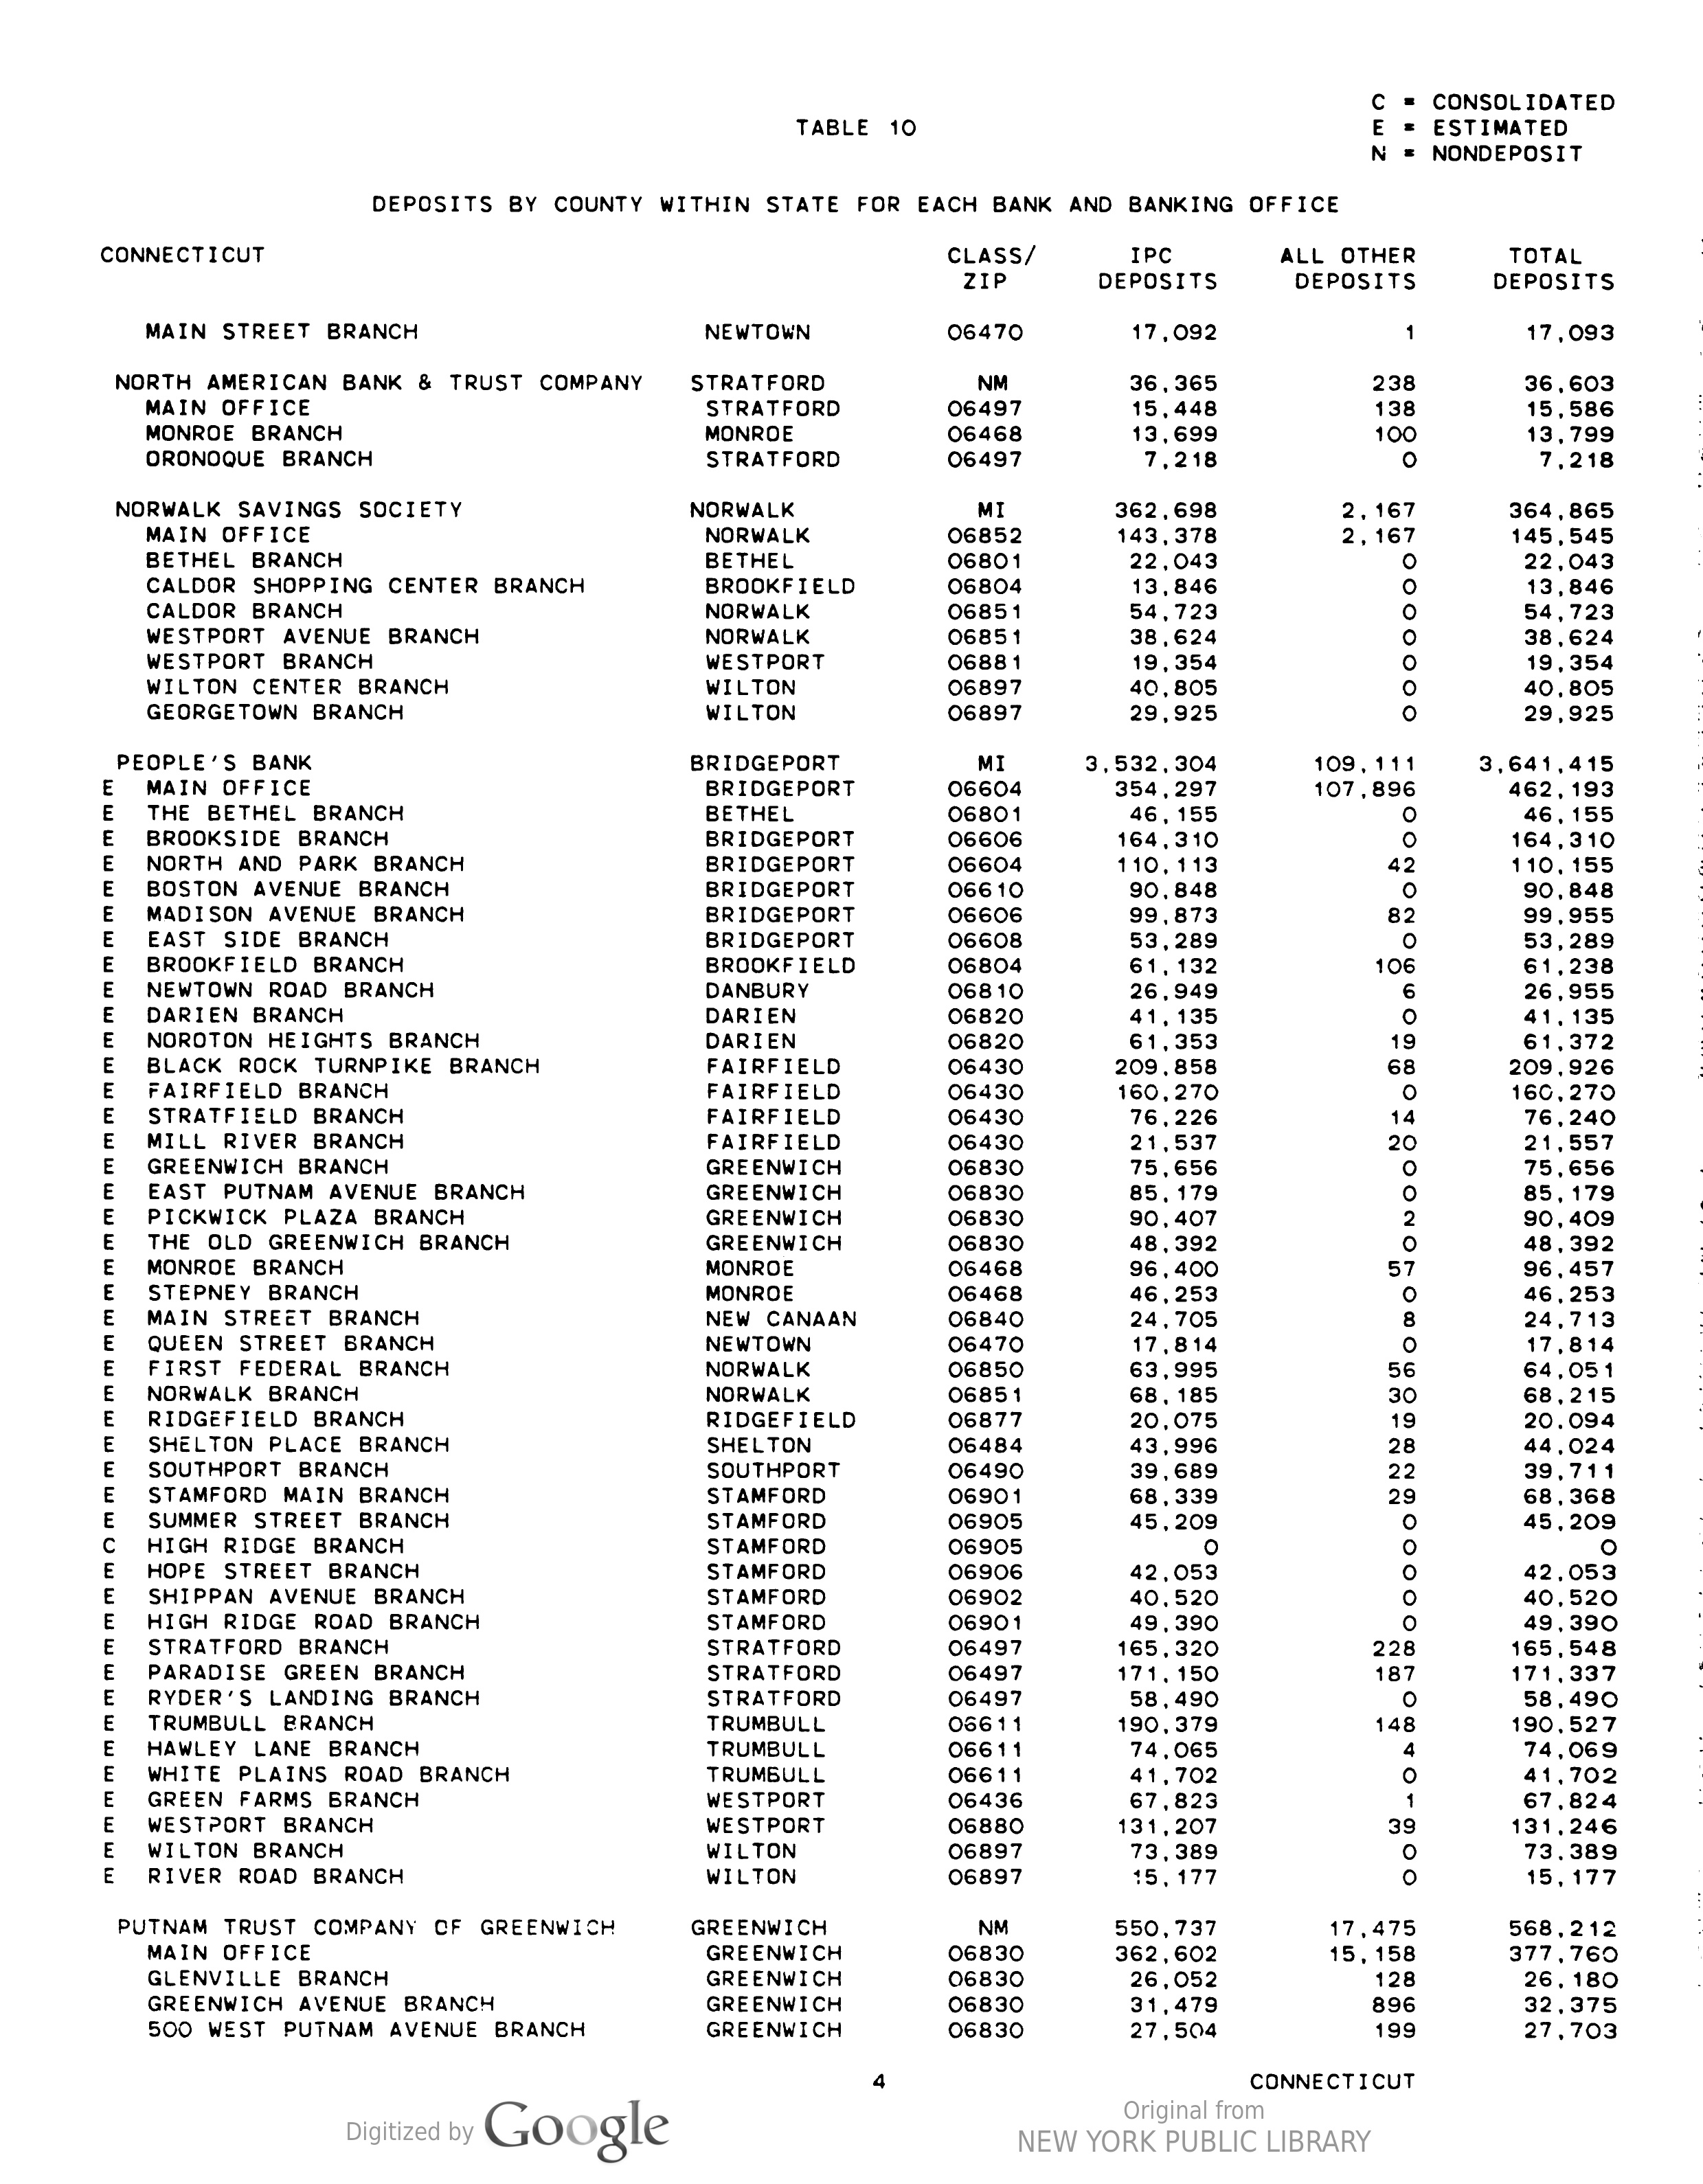 C = CONSOLIDATED
TABLE 10 E = ESTIMATED
N = NONDEPOSIT
DEPOSITS BY COUNTY WITHIN STATE FOR EACH BANK AND BANKING OFFICE
CONNECTICUT CLASS/ IPC ALL OTHER TOTAL
ZIP DEPOSITS DEPOSITS DEPOSITS
MAIN STREET BRANCH NEWTOWN 06470 17,092 1 17,093
NORTH AMERICAN BANK & TRUST COMPANY STRATFORD NM 36,365 238 36,603
MAIN OFFICE STRATFORD 06497 15,448 138 15,586
MONROE BRANCH MONROE 06468 13,699 100 13,799
ORONOQUE BRANCH STRATFORD 06497 7,218 0 7,218
NORWALK SAVINGS SOCIETY NORWALK MI 362,698 2,167 364,865
MAIN OFFICE NORWALK 06852 143,378 2,167 145,545
BETHEL BRANCH BETHEL 06801 22,043 0 22,043
CALDOR SHOPPING CENTER BRANCH BROOKFIELD 06804 13,846 0 13,846
CALDOR BRANCH NORWALK 06851 54,723 0 54,723
WESTPORT AVENUE BRANCH NORWALK 06851 38,624 0 38,624
WESTPORT BRANCH WESTPORT 06881 19,354 0 19,354
WILTON CENTER BRANCH WILTON 06897 40,805 0 40,805
GEORGETOWN BRANCH WILTON 06897 29,925 0 29,925
PEOPLE'S BANK BRIDGEPORT MI 3,532,304 109,111 3,641,415
E MAIN OFFICE BRIDGEPORT 06604 354,297 107,896 462,193
E THE BETHEL BRANCH BETHEL 06801 46,155 0 46,155
E BROOKSIDE BRANCH BRIDGEPORT 06606 164,310 0 164,310
E NORTH AND PARK BRANCH BRIDGEPORT 06604 110,113 42 110,155
E BOSTON AVENUE BRANCH BRIDGEPORT 06610 90,848 0 90,848
E MADISON AVENUE BRANCH BRIDGEPORT 06606 99,873 82 99,955
E EAST SIDE BRANCH BRIDGEPORT 06608 53,289 0 53,289
E BROOKFIELD BRANCH BROOKFIELD 06804 61,132 106 61,238
E NEWTOWN ROAD BRANCH DANBURY 06810 26,949 6 26,955
E DARIEN BRANCH DARIEN 06820 41,135 0 41,135
E NOROTON HEIGHTS BRANCH DARIEN 06820 61,353 19 61,372
E BLACK ROCK TURNPIKE BRANCH FAIRFIELD 06430 209,858 68 209,926
E FAIRFIELD BRANCH FAIRFIELD 06430 160,270 0 160,270
E STRATFIELD BRANCH FAIRFIELD 06430 76,226 14 76,240
E MILL RIVER BRANCH FAIRFIELD 06430 21,537 20 21,557
E GREENWICH BRANCH GREENWICH 06830 75,656 0 75,656
E EAST PUTNAM AVENUE BRANCH GREENWICH 06830 85,179 0 85,179
E PICKWICK PLAZA BRANCH GREENWICH 06830 90,407 2 90,409
E THE OLD GREENWICH BRANCH GREENWICH 06830 48,392 0 48,392
E MONROE BRANCH MONROE 06468 96,400 57 96,457
E STEPNEY BRANCH MONROE 06468 46,253 0 46,253
E MAIN STREET BRANCH NEW CANAAN 06840 24,705 8 24,713
E QUEEN STREET BRANCH NEWTOWN 06470 17,814 0 17,814
E FIRST FEDERAL BRANCH NORWALK 06850 63,995 56 64,051
E NORWALK BRANCH NORWALK 06851 68,185 30 68,215
E RIDGEFIELD BRANCH RIDGEFIELD 06877 20,075 19 20,094
E SHELTON PLACE BRANCH SHELTON 06484 43,996 28 44,024
E SOUTHPORT BRANCH SOUTHPORT 06490 39,689 22 39,711
E STAMFORD MAIN BRANCH STAMFORD 06901 68,339 29 68,368
E SUMMER STREET BRANCH STAMFORD 06905 45,209 0 45,209
C HIGH RIDGE BRANCH STAMFORD 06905 0 0 0
E HOPE STREET BRANCH STAMFORD 06906 42,053 0 42,053
E SHIPPAN AVENUE BRANCH STAMFORD 06902 40,520 0 40,520
E HIGH RIDGE ROAD BRANCH STAMFORD 06901 49,390 0 49,390
E STRATFORD BRANCH STRATFORD 06497 165,320 228 165,548
E PARADISE GREEN BRANCH STRATFORD 06497 171,150 187 171,337
E RYDER'S LANDING BRANCH STRATFORD 06497 58,490 0 58,490
E TRUMBULL BRANCH TRUMBULL 06611 190,379 148 190,527
E HAWLEY LANE BRANCH TRUMBULL 06611 74,065 4 74,069
E WHITE PLAINS ROAD BRANCH TRUMBULL 06611 41,702 0 41,702
E GREEN FARMS BRANCH WESTPORT 06436 67,823 1 67,824
E WESTPORT BRANCH WESTPORT 06880 131,207 39 131,246
E WILTON BRANCH WILTON 06897 73,389 0 73,389
E RIVER ROAD BRANCH WILTON 06897 15,177 0 15,177
PUTNAM TRUST COMPANY OF GREENWICH GREENWICH NM 550,737 17,475 568,212
MAIN OFFICE GREENWICH 06830 362,602 15,158 377,760
GLENVILLE BRANCH GREENWICH 06830 26,052 128 26,180
GREENWICH AVENUE BRANCH GREENWICH 06830 31,479 896 32,375
500 WEST PUTNAM AVENUE BRANCH GREENWICH 06830 27,504 199 27,703
4 CONNECTICUT
Digitized by Google Original from
NEW YORK PUBLIC LIBRARY